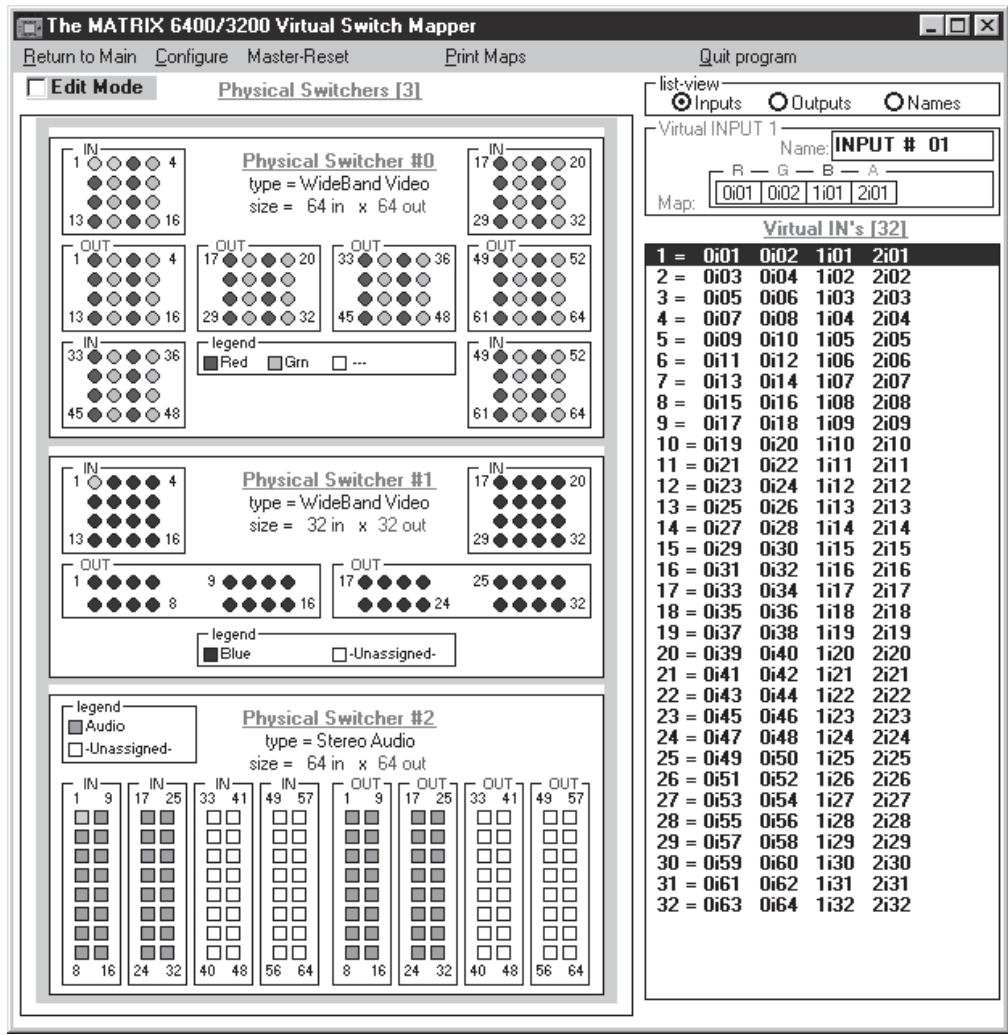 The MATRIX 6400/3200 Virtual Switch Mapper
Return to Main Configure Master-Reset Print Maps Quit program
Edit Mode
Physical Switchers [3]
IN
1 4
13 16
Physical Switcher #0
type = WideBand Video
size = 64 in x 64 out
IN
17 20
29 32
OUT
1 4
13 16
OUT
17 20
29 32
OUT
33 36
45 48
OUT
49 52
61 64
IN
33 36
45 48
legend
Red Grn ---
IN
49 52
61 64
IN
1 4
13 16
Physical Switcher #1
type = WideBand Video
size = 32 in x 32 out
IN
17 20
29 32
OUT
1 9
8 16
OUT
17 25
24 32
legend
Blue -Unassigned-
legend
Audio
-Unassigned-
Physical Switcher #2
type = Stereo Audio
size = 64 in x 64 out
IN IN IN IN OUT OUT OUT OUT
1 9 17 25 33 41 49 57 1 9 17 25 33 41 49 57
8 16 24 32 40 48 56 64 8 16 24 32 40 48 56 64
list-view
Inputs Outputs Names
Virtual INPUT 1
Name: INPUT # 01
R — G — B — A
Map: 0i01 0i02 1i01 2i01
Virtual IN's [32]
1 = 0i01 0i02 1i01 2i01
2 = 0i03 0i04 1i02 2i02
3 = 0i05 0i06 1i03 2i03
4 = 0i07 0i08 1i04 2i04
5 = 0i09 0i10 1i05 2i05
6 = 0i11 0i12 1i06 2i06
7 = 0i13 0i14 1i07 2i07
8 = 0i15 0i16 1i08 2i08
9 = 0i17 0i18 1i09 2i09
10 = 0i19 0i20 1i10 2i10
11 = 0i21 0i22 1i11 2i11
12 = 0i23 0i24 1i12 2i12
13 = 0i25 0i26 1i13 2i13
14 = 0i27 0i28 1i14 2i14
15 = 0i29 0i30 1i15 2i15
16 = 0i31 0i32 1i16 2i16
17 = 0i33 0i34 1i17 2i17
18 = 0i35 0i36 1i18 2i18
19 = 0i37 0i38 1i19 2i19
20 = 0i39 0i40 1i20 2i20
21 = 0i41 0i42 1i21 2i21
22 = 0i43 0i44 1i22 2i22
23 = 0i45 0i46 1i23 2i23
24 = 0i47 0i48 1i24 2i24
25 = 0i49 0i50 1i25 2i25
26 = 0i51 0i52 1i26 2i26
27 = 0i53 0i54 1i27 2i27
28 = 0i55 0i56 1i28 2i28
29 = 0i57 0i58 1i29 2i29
30 = 0i59 0i60 1i30 2i30
31 = 0i61 0i62 1i31 2i31
32 = 0i63 0i64 1i32 2i32